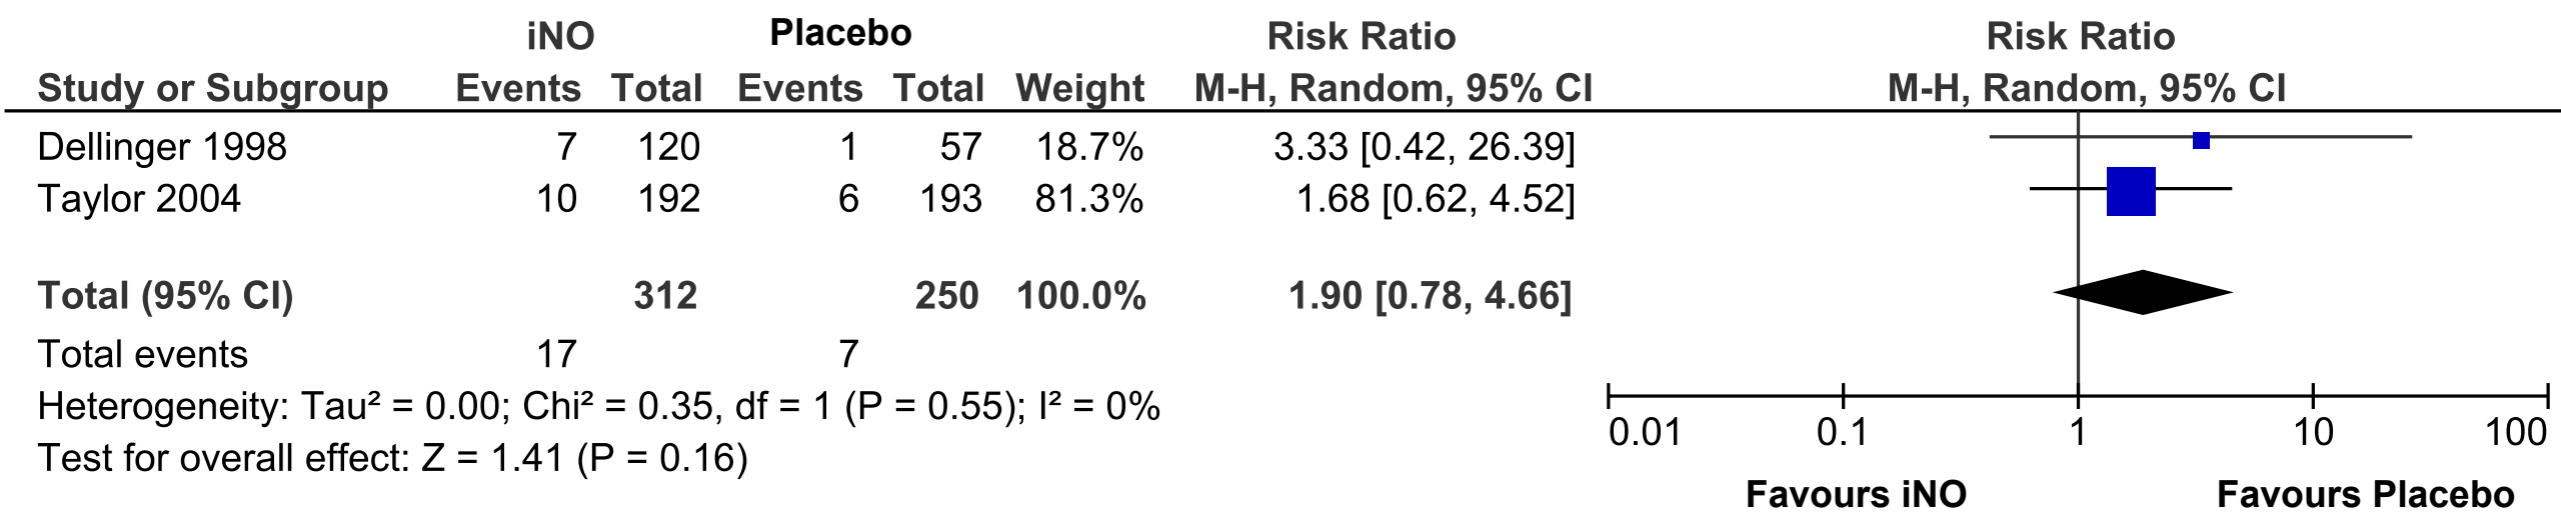 iNO Placebo Risk Ratio Risk Ratio
Study or Subgroup Events Total Events Total Weight M-H, Random, 95% CI M-H, Random, 95% CI
Dellinger 1998 7 120 1 57 18.7% 3.33 [0.42, 26.39]
Taylor 2004 10 192 6 193 81.3% 1.68 [0.62, 4.52]
Total (95% CI) 312 250 100.0% 1.90 [0.78, 4.66]
Total events 17 7
Heterogeneity: Tau² = 0.00; Chi² = 0.35, df = 1 (P = 0.55); I² = 0%
Test for overall effect: Z = 1.41 (P = 0.16)
0.01 0.1 1 10 100
Favours iNO Favours Placebo